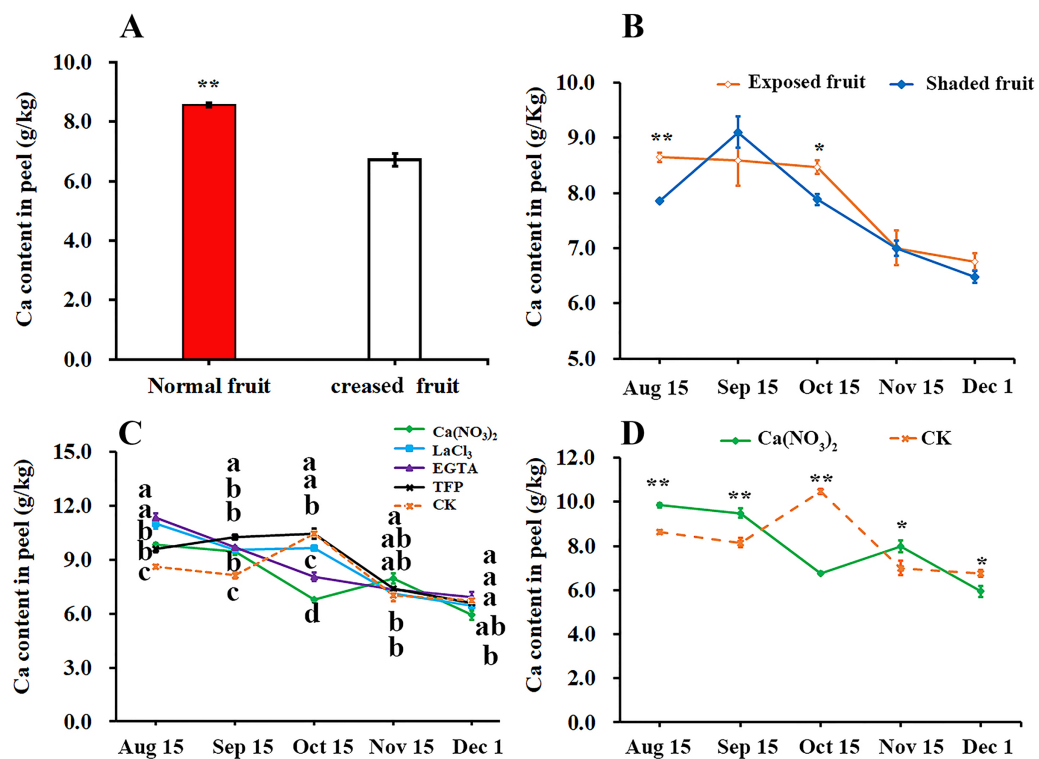 A
Ca content in peel (g/kg)
10.0
8.0
6.0
4.0
2.0
0.0
**
Normal fruit
creased fruit
B
Ca content in peel (g/Kg)
Exposed fruit
Shaded fruit
10.0
9.0
8.0
7.0
6.0
5.0
**
*
Aug 15
Sep 15
Oct 15
Nov 15
Dec 1
C
Ca(NO3)2
LaCl3
EGTA
TFP
CK
Ca content in peel (g/kg)
15.0
12.0
9.0
6.0
3.0
0.0
a
a
b
b
c
a
b
b
b
c
a
a
b
c
d
a
ab
ab
b
b
a
a
a
ab
b
Aug 15
Sep 15
Oct 15
Nov 15
Dec 1
D
Ca(NO3)2
CK
Ca content in peel (g/kg)
12.0
10.0
8.0
6.0
4.0
2.0
0.0
**
**
**
*
*
Aug 15
Sep 15
Oct 15
Nov 15
Dec 1